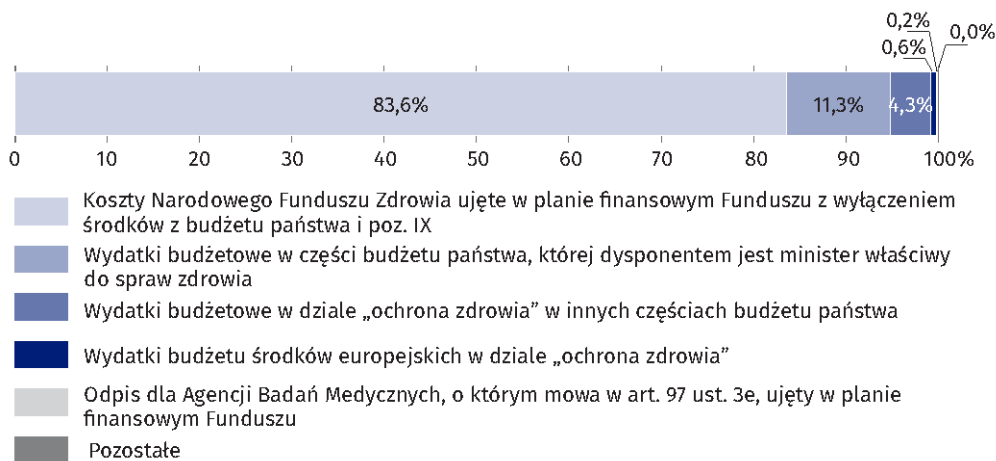 0,2%
0,0%
0,6%
83,6%
11,3%
4,3%
0 10 20 30 40 50 60 70 80 90 100%
Koszty Narodowego Funduszu Zdrowia ujęte w planie finansowym Funduszu z wyłączeniem
środków z budżetu państwa i poz. IX
Wydatki budżetowe w części budżetu państwa, której dysponentem jest minister właściwy
do spraw zdrowia
Wydatki budżetowe w dziale „ochrona zdrowia” w innych częściach budżetu państwa
Wydatki budżetu środków europejskich w dziale „ochrona zdrowia”
Odpis dla Agencji Badań Medycznych, o którym mowa w art. 97 ust. 3e, ujęty w planie
finansowym Funduszu
Pozostałe